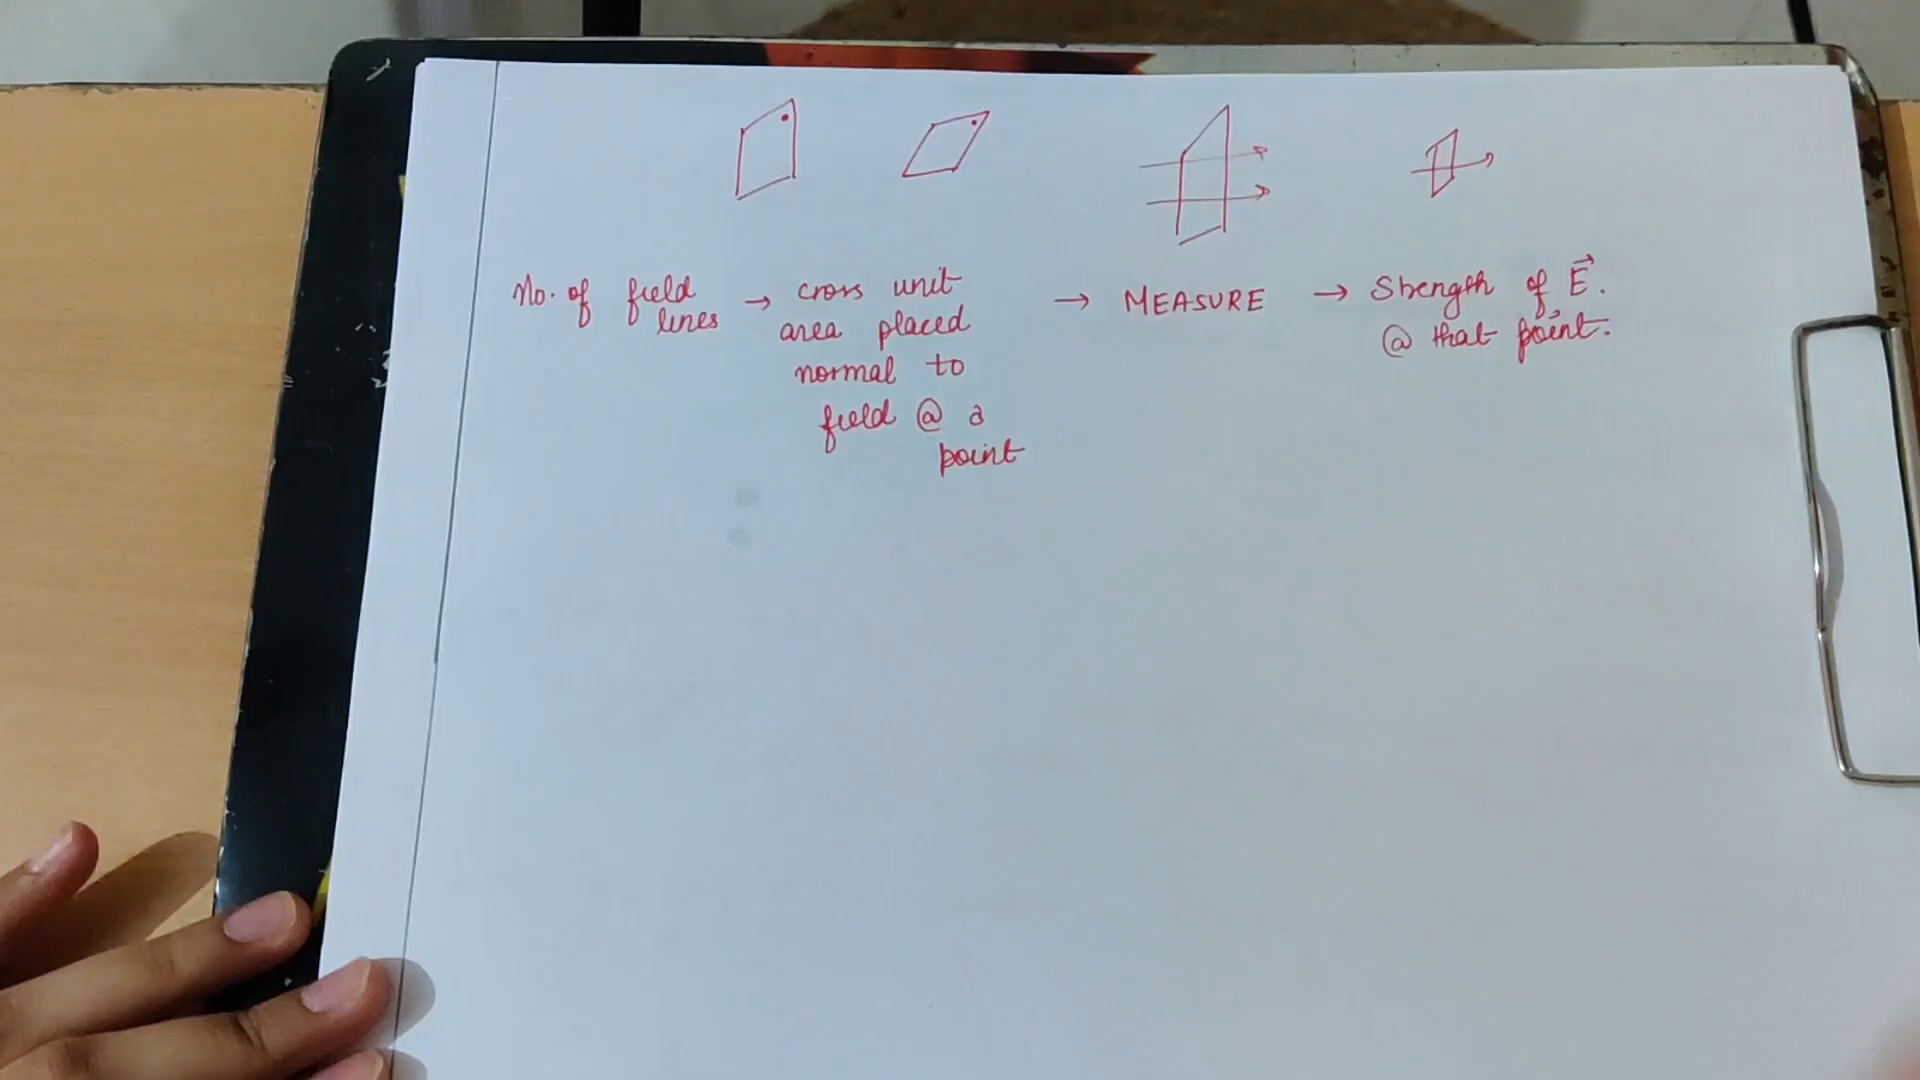 No. of field
lines
→ cross unit
area placed
normal to
field @ a
point
→ MEASURE
→ Strength of E⃗.
@ that point.